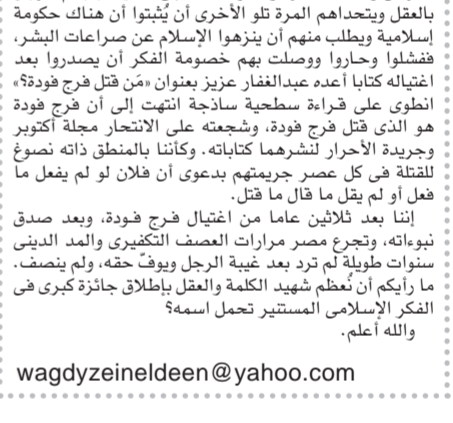 بالعقل ويتحداهم المرة تلو الأخرى أن يُثبتوا أن هناك حكومة
إسلامية ويطلب منهم أن ينزهوا الإسلام عن صراعات البشر،
ففشلوا وحاروا ووصلت بهم خصومة الفكر أن يصدروا بعد
اغتياله كتابا أعده عبدالغفار عزيز بعنوان «مَن قتل فرج فودة؟»
انطوى على قراءة سطحية ساذجة انتهت إلى أن فرج فودة
هو الذى قتل فرج فودة، وشجعته على الانتحار مجلة أكتوبر
وجريدة الأحرار لنشرهما كتاباته. وكأننا بالمنطق ذاته نصوغ
للقتلة فى كل عصر جريمتهم بدعوى أن فلان لو لم يفعل ما
فعل أو لم يقل ما قال ما قتل.
إننا بعد ثلاثين عاما من اغتيال فرج فودة، وبعد صدق
نبوءاته، وتجرع مصر مرارات العصف التكفيرى والمد الدينى
سنوات طويلة لم ترد بعد غيبة الرجل ويوفّ حقه، ولم ينصف.
ما رأيكم أن نُعظم شهيد الكلمة والعقل بإطلاق جائزة كبرى فى
الفكر الإسلامى المستنير تحمل اسمه؟
والله أعلم.
wagdyzeineldeen@yahoo.com